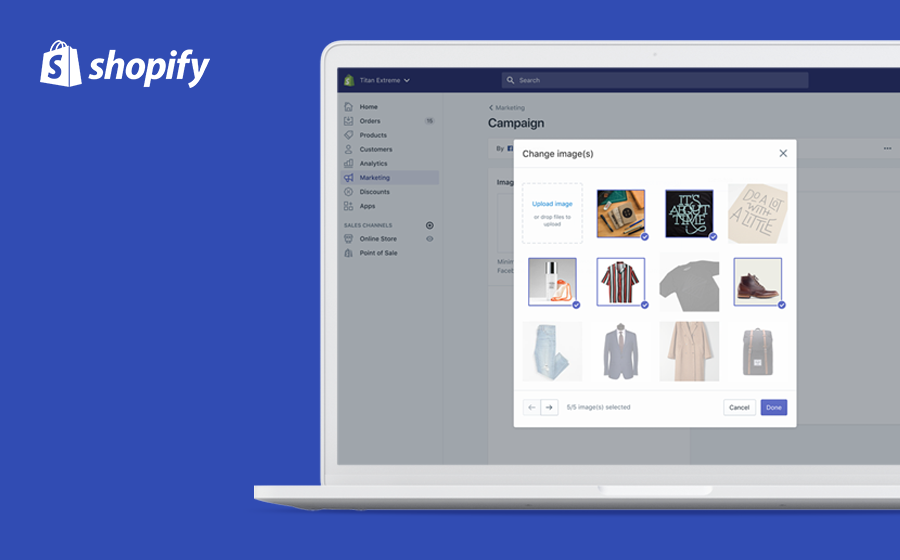 shopify
Titan Extreme
Search
Home
Orders 15
Products
Customers
Analytics
Marketing
Discounts
Apps
SALES CHANNELS
Online Store
Point of Sale
Marketing
Campaign
By
Imag
Minim
Faceb
Change image(s)
Upload image
or drop files to
upload
IT'S
ABOUT
TIME
DO A LOT
WITH
A LITTLE
5/5 image(s) selected
Cancel
Done